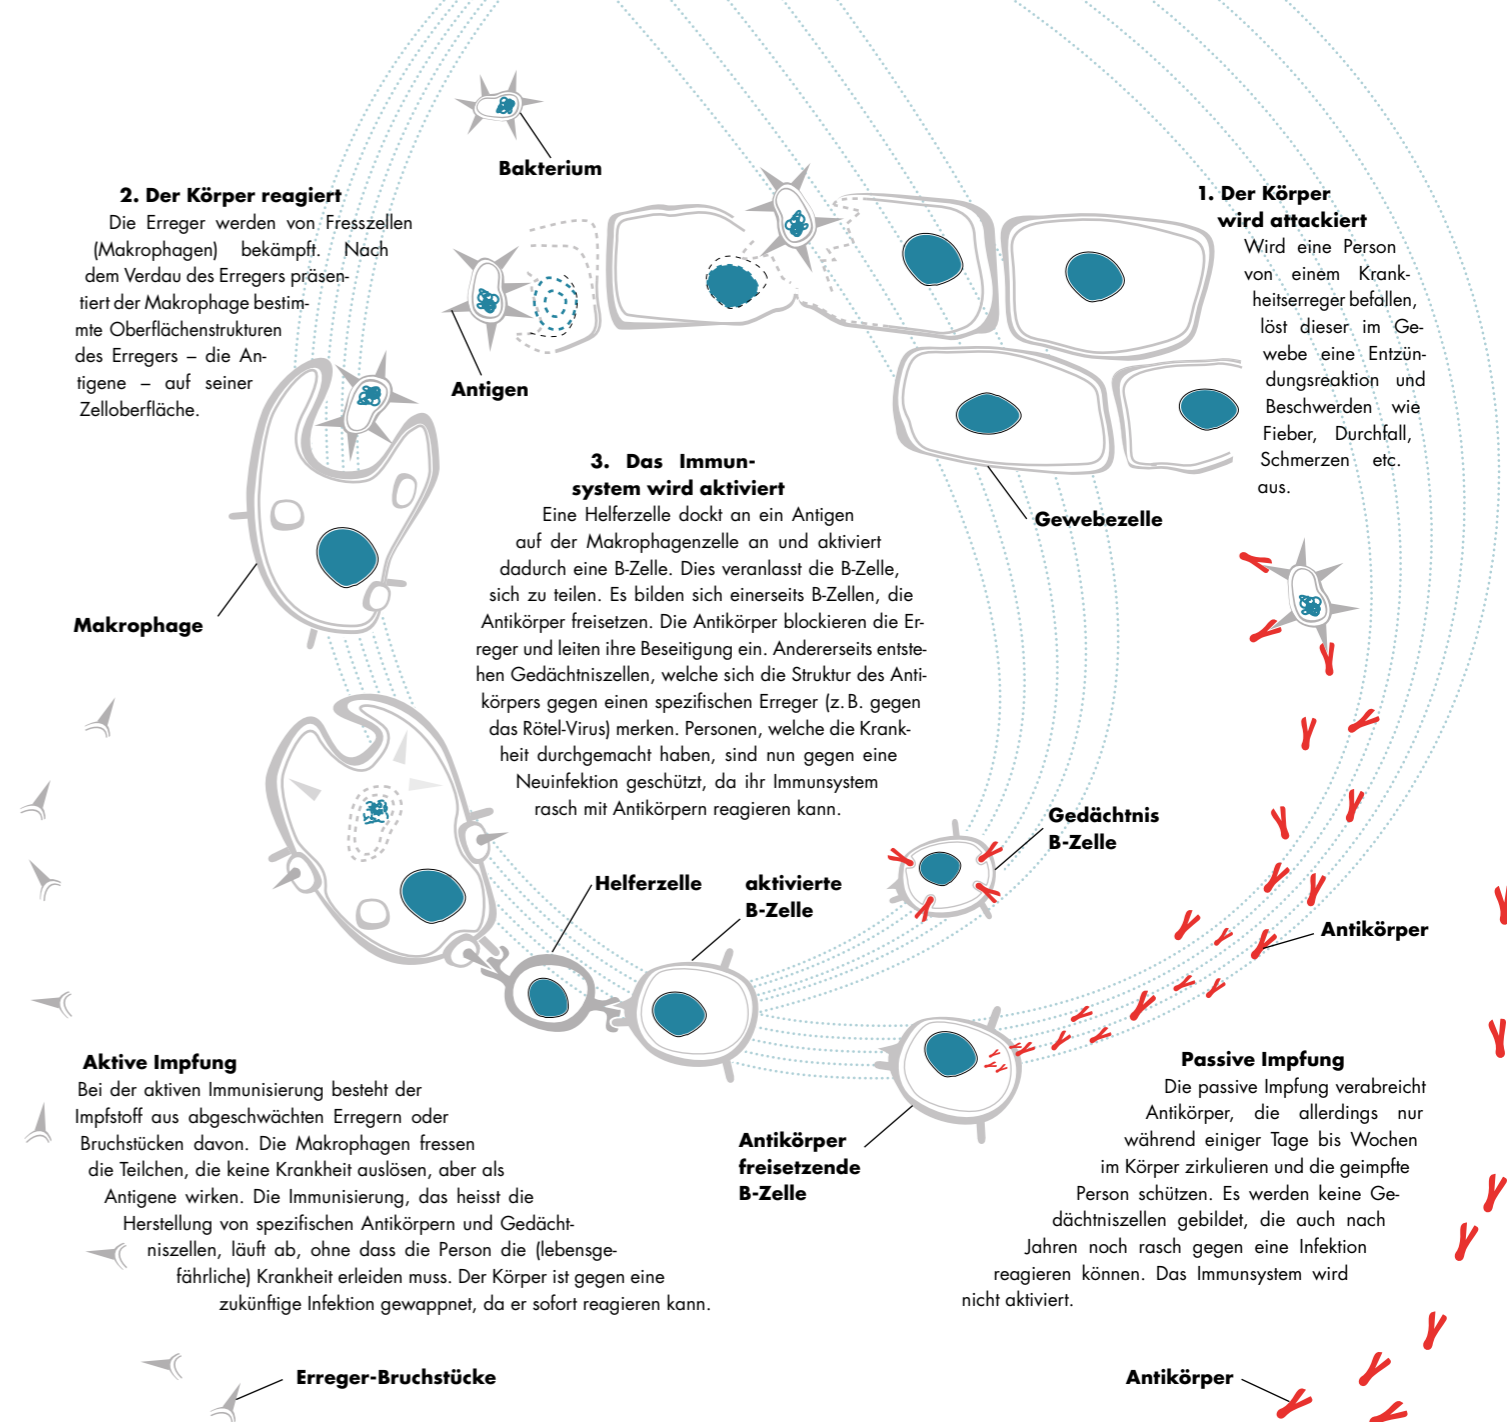 Bakterium
1. Der Körper
wird attackiert
Wird eine Person
von einem Krank-
heitserreger befallen,
löst dieser im Ge-
webe eine Entzün-
dungsreaktion und
Beschwerden wie
Fieber, Durchfall,
Schmerzen etc.
aus.
2. Der Körper reagiert
Die Erreger werden von Fresszellen
(Makrophagen) bekämpft. Nach
dem Verdau des Erregers präsen-
tiert der Makrophage bestim-
mte Oberflächenstrukturen
des Erregers – die An-
tigene – auf seiner
Zelloberfläche.
Antigen
3. Das Immun-
system wird aktiviert
Eine Helferzelle dockt an ein Antigen
auf der Makrophagenzelle an und aktiviert
dadurch eine B-Zelle. Dies veranlasst die B-Zelle,
sich zu teilen. Es bilden sich einerseits B-Zellen, die
Antikörper freisetzen. Die Antikörper blockieren die Er-
reger und leiten ihre Beseitigung ein. Andererseits entste-
hen Gedächtniszellen, welche sich die Struktur des Anti-
körpers gegen einen spezifischen Erreger (z.B. gegen
das Rötel-Virus) merken. Personen, welche die Krank-
heit durchgemacht haben, sind nun gegen eine
Neuinfektion geschützt, da ihr Immunsystem
rasch mit Antikörpern reagieren kann.
Gewebezelle
Makrophage
Gedächtnis
B-Zelle
Helferzelle
aktivierte
B-Zelle
Antikörper
Aktive Impfung
Bei der aktiven Immunisierung besteht der
Impfstoff aus abgeschwächten Erregern oder
Bruchstücken davon. Die Makrophagen fressen
die Teilchen, die keine Krankheit auslösen, aber als
Antigene wirken. Die Immunisierung, das heisst die
Herstellung von spezifischen Antikörpern und Gedächt-
niszellen, läuft ab, ohne dass die Person die (lebensge-
fährliche) Krankheit erleiden muss. Der Körper ist gegen eine
zukünftige Infektion gewappnet, da er sofort reagieren kann.
Antikörper
freisetzende
B-Zelle
Passive Impfung
Die passive Impfung verabreicht
Antikörper, die allerdings nur
während einiger Tage bis Wochen
im Körper zirkulieren und die geimpfte
Person schützen. Es werden keine Ge-
dächtniszellen gebildet, die auch nach
Jahren noch rasch gegen eine Infektion
reagieren können. Das Immunsystem wird
nicht aktiviert.
Erreger-Bruchstücke
Antikörper